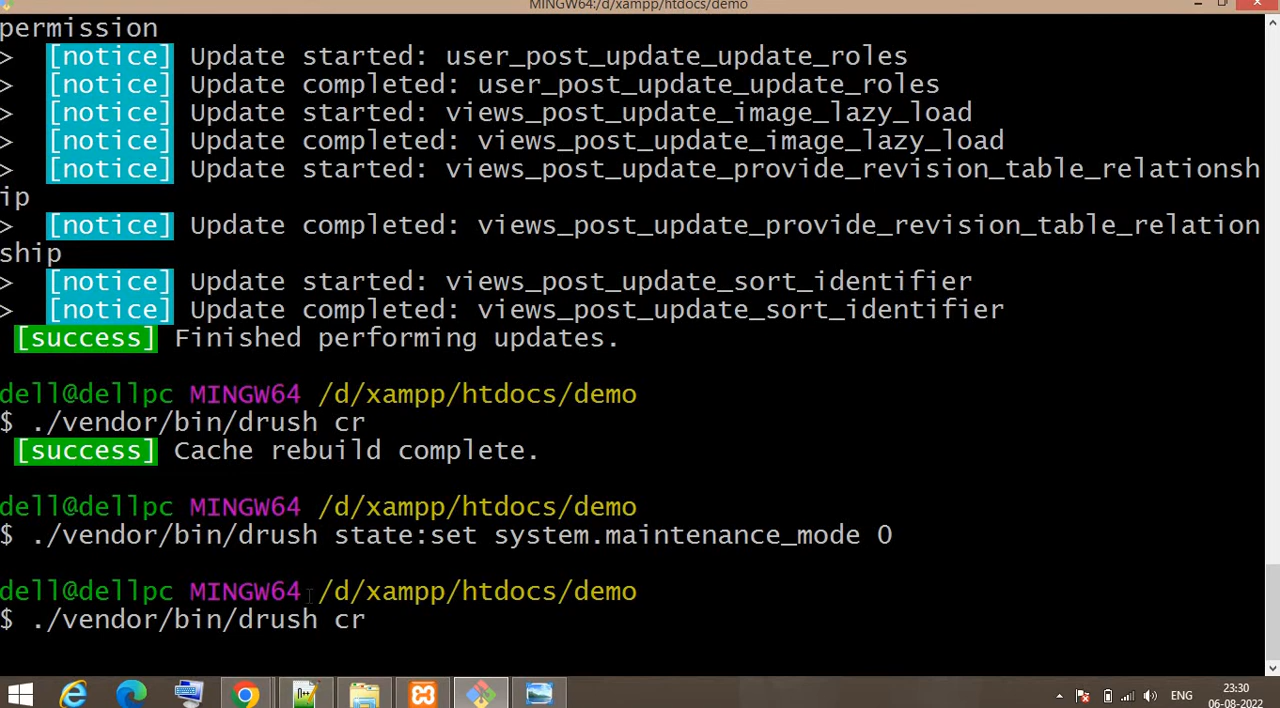 MINGW64:/d/xampp/htdocs/demo
permission
>  [notice] Update started: user_post_update_update_roles
>  [notice] Update completed: user_post_update_update_roles
>  [notice] Update started: views_post_update_image_lazy_load
>  [notice] Update completed: views_post_update_image_lazy_load
>  [notice] Update started: views_post_update_provide_revision_table_relationsh
ip
>  [notice] Update completed: views_post_update_provide_revision_table_relation
ship
>  [notice] Update started: views_post_update_sort_identifier
>  [notice] Update completed: views_post_update_sort_identifier
[success] Finished performing updates.
dell@dellpc MINGW64 /d/xampp/htdocs/demo
$ ./vendor/bin/drush cr
[success] Cache rebuild complete.
dell@dellpc MINGW64 /d/xampp/htdocs/demo
$ ./vendor/bin/drush state:set system.maintenance_mode 0
dell@dellpc MINGW64 /d/xampp/htdocs/demo
$ ./vendor/bin/drush cr
ENG
23:30
06-08-2022